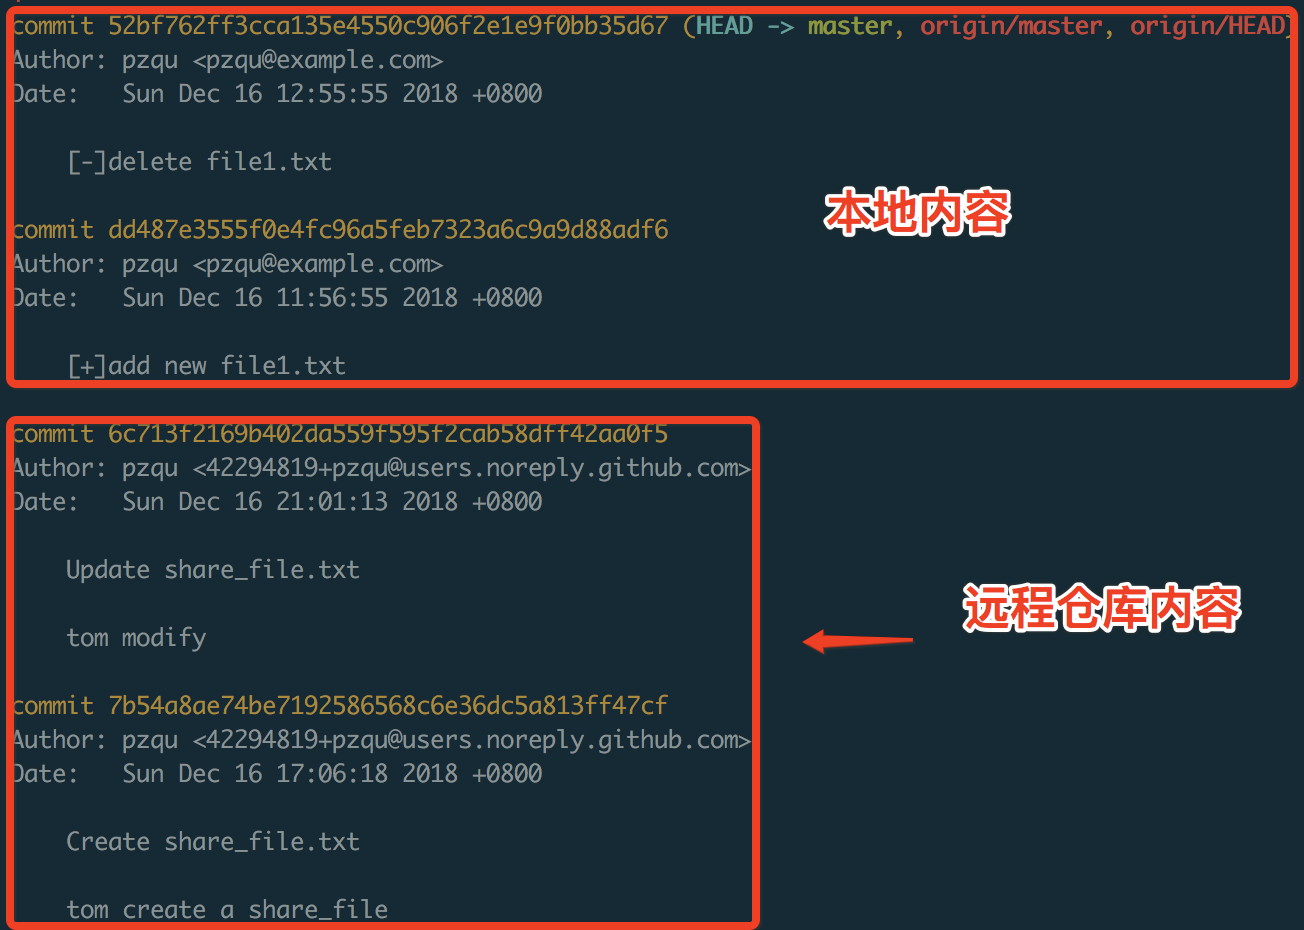 commit 52bf762ff3cca135e4550c906f2e1e9f0bb35d67 (HEAD -> master, origin/master, origin/HEAD)
Author: pzqu <pzqu@example.com>
Date:   Sun Dec 16 12:55:55 2018 +0800
[-]delete file1.txt
本地内容
commit dd487e3555f0e4fc96a5feb7323a6c9a9d88adf6
Author: pzqu <pzqu@example.com>
Date:   Sun Dec 16 11:56:55 2018 +0800
[+]add new file1.txt
commit 6c713f2169b402da559f595f2cab58dff42aa0f5
Author: pzqu <42294819+pzqu@users.noreply.github.com>
Date:   Sun Dec 16 21:01:13 2018 +0800
Update share_file.txt
远程仓库内容
tom modify
commit 7b54a8ae74be7192586568c6e36dc5a813ff47cf
Author: pzqu <42294819+pzqu@users.noreply.github.com>
Date:   Sun Dec 16 17:06:18 2018 +0800
Create share_file.txt
tom create a share_file